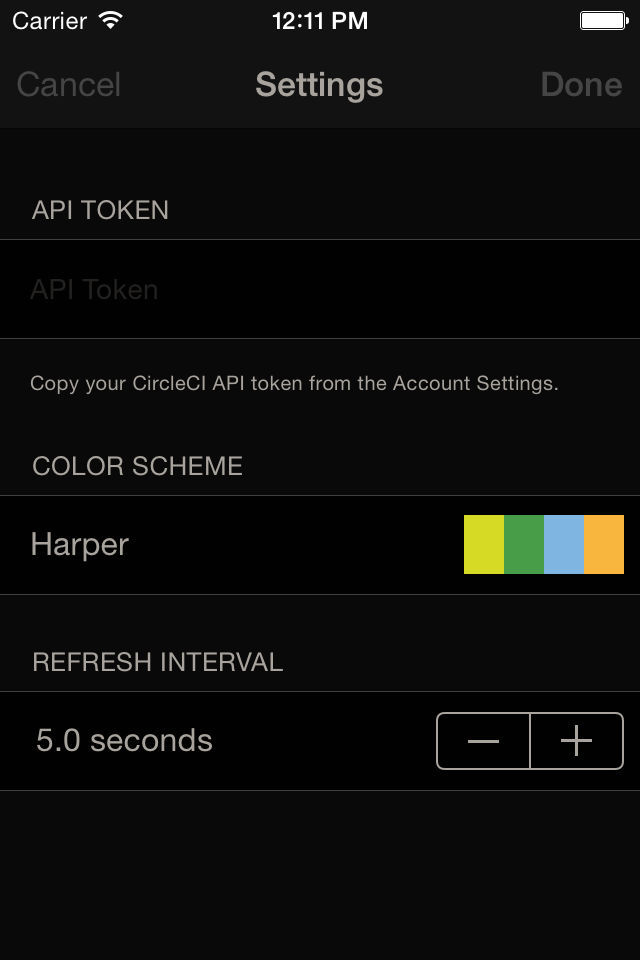 Carrier 12:11 PM
Cancel Settings Done
API TOKEN
API Token
Copy your CircleCI API token from the Account Settings.
COLOR SCHEME
Harper
REFRESH INTERVAL
5.0 seconds